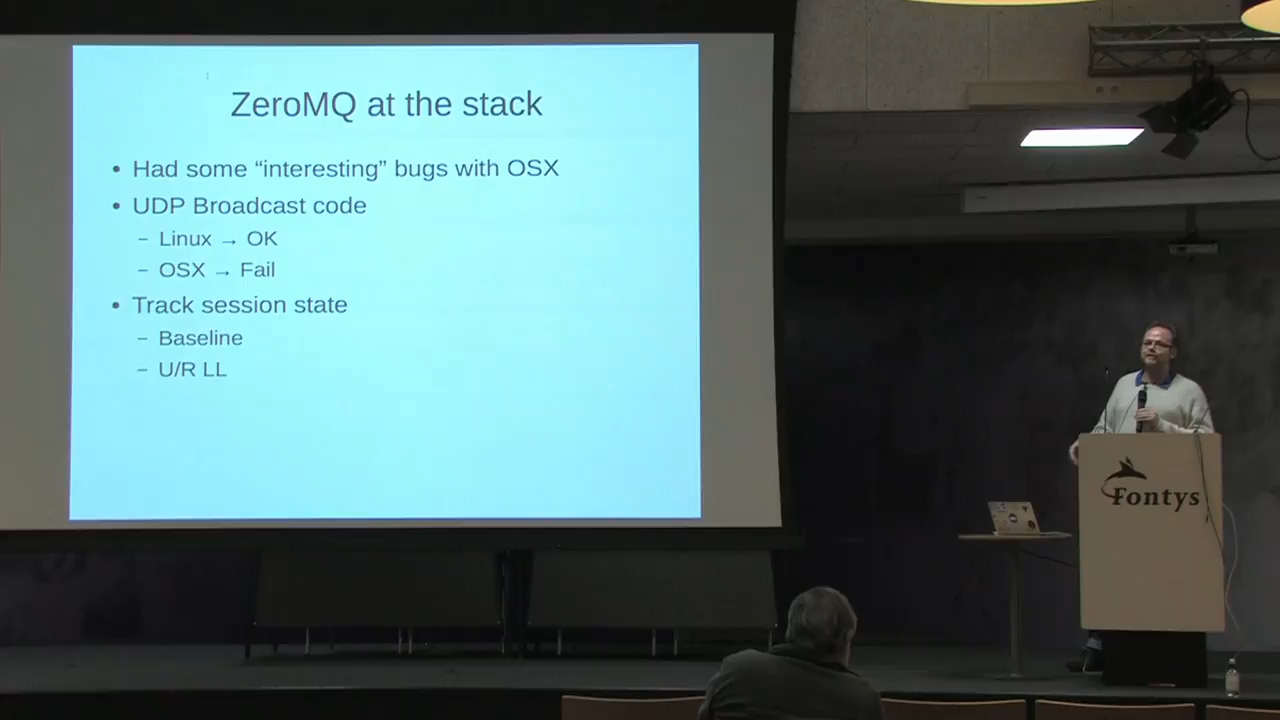 ZeroMQ at the stack
• Had some “interesting” bugs with OSX
• UDP Broadcast code
– Linux → OK
– OSX → Fail
• Track session state
– Baseline
– U/R LL
Fontys